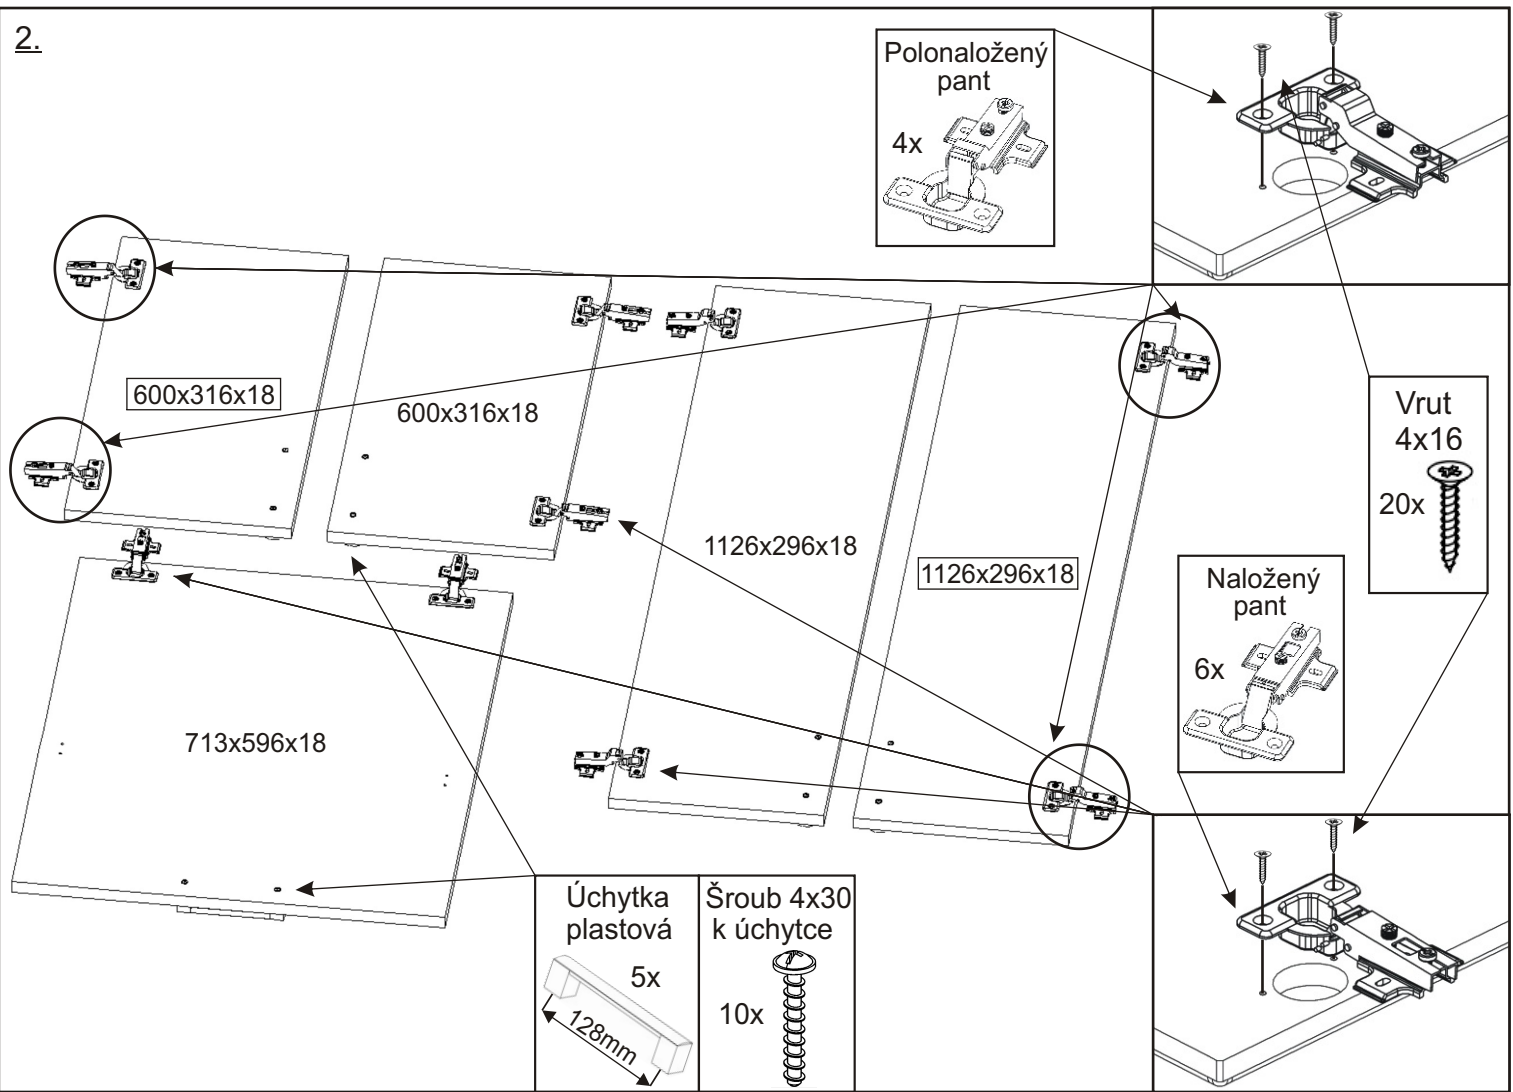 2.
Polonaložený
pant
4x
600x316x18
600x316x18
1126x296x18
1126x296x18
713x596x18
Vrut
4x16
20x
Naložený
pant
6x
Úchytka
plastová
5x
128mm
Šroub 4x30
k úchytce
10x